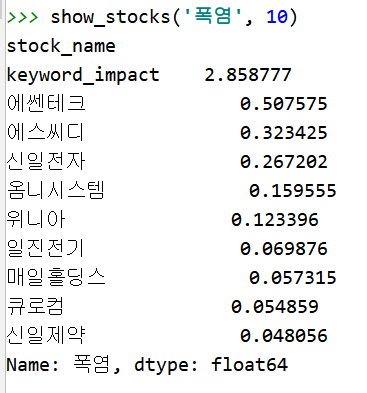 >>> show_stocks('폭염', 10)
stock_name
keyword_impact    2.858777
에쎈테크              0.507575
에스씨디              0.323425
신일전자              0.267202
옴니시스템              0.159555
위니아              0.123396
일진전기              0.069876
매일홀딩스              0.057315
큐로컴              0.054859
신일제약              0.048056
Name: 폭염, dtype: float64